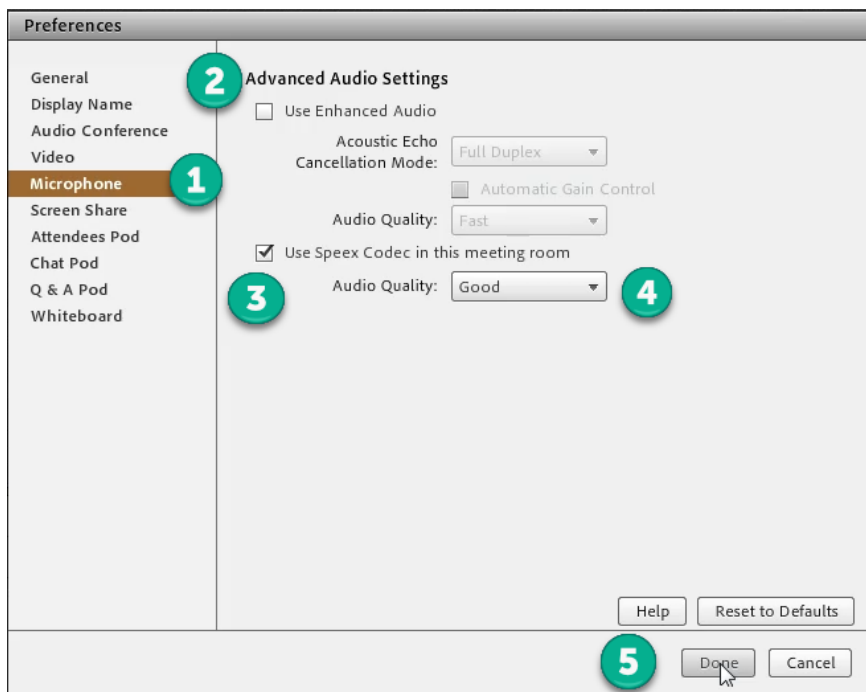 Preferences
General
Display Name
Audio Conference
Video
Microphone
Screen Share
Attendees Pod
Chat Pod
Q & A Pod
Whiteboard
1
2
Advanced Audio Settings
Use Enhanced Audio
Acoustic Echo
Cancellation Mode:
Full Duplex
Automatic Gain Control
Audio Quality:
Fast
Use Speex Codec in this meeting room
3
Audio Quality:
Good
4
Help
Reset to Defaults
5
Done
Cancel